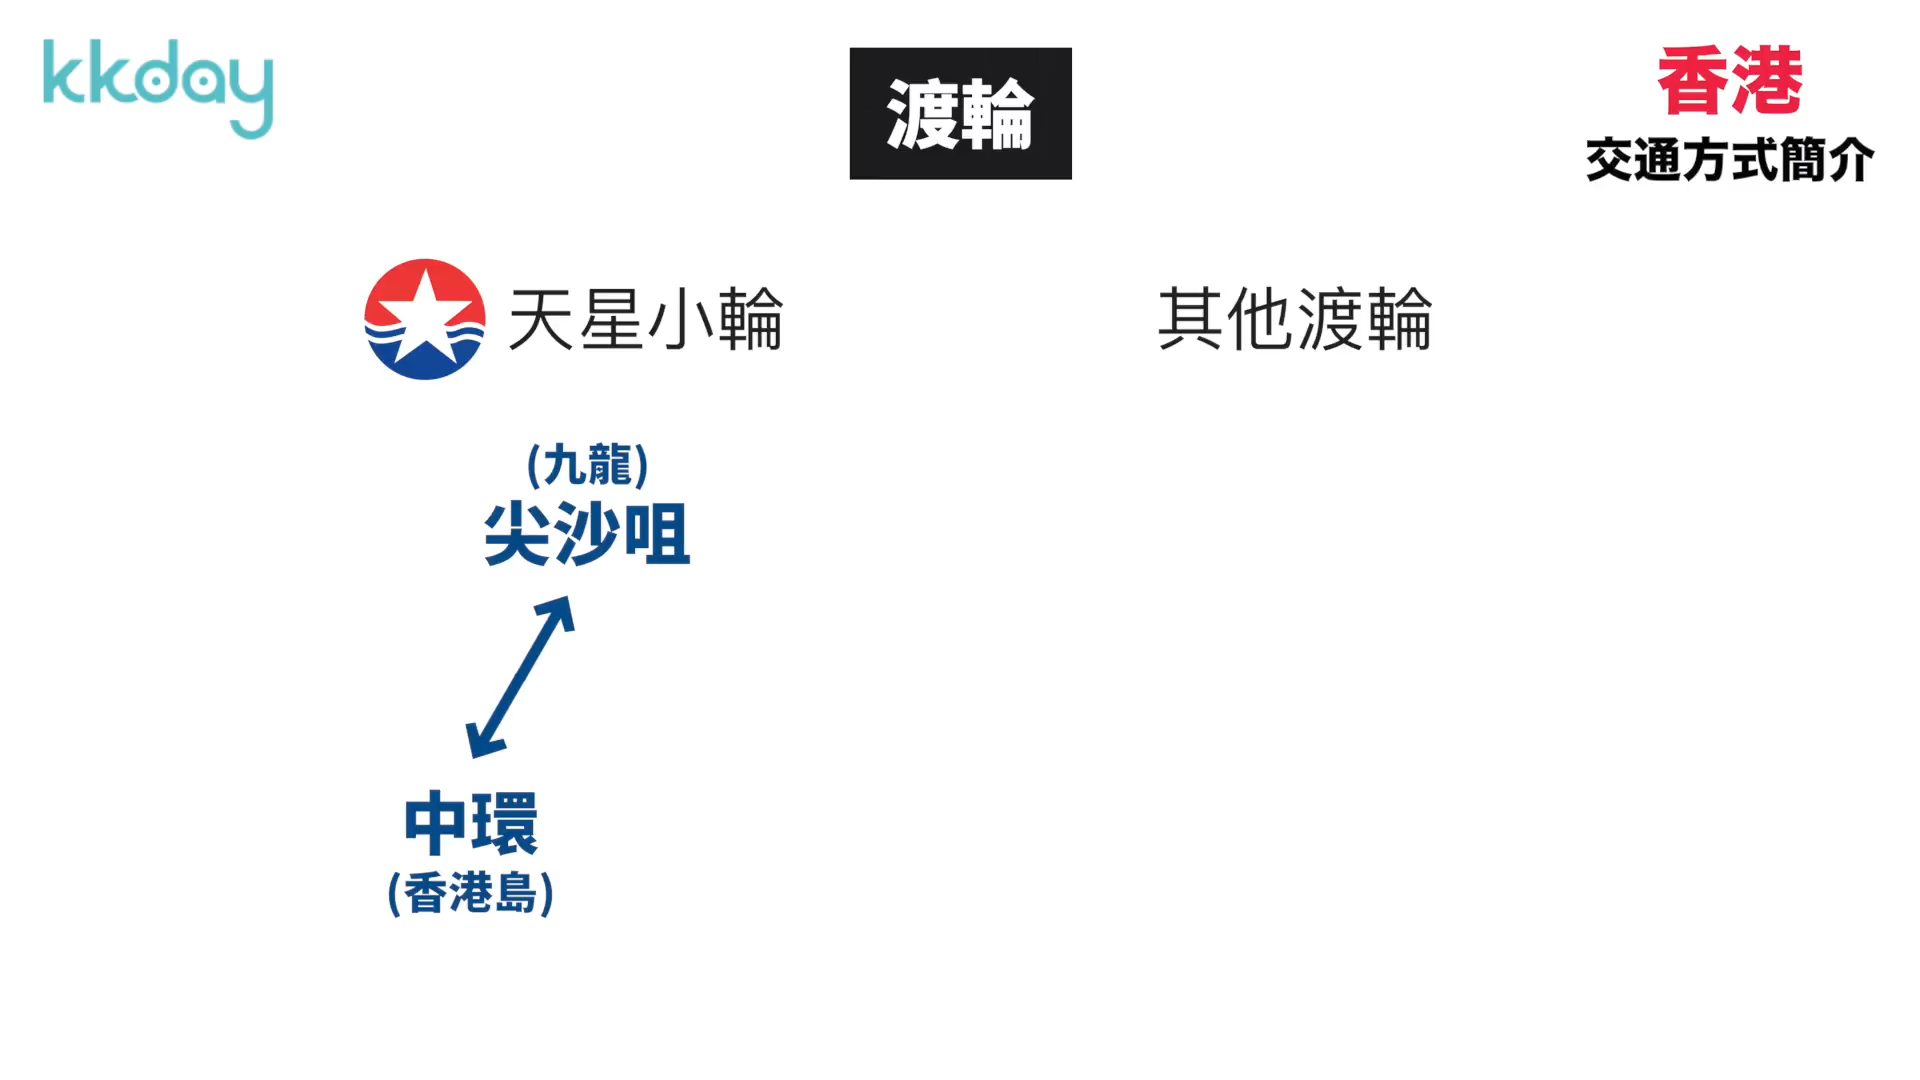 kkday
渡輪
香港
交通方式簡介
天星小輪
其他渡輪
(九龍)
尖沙咀
中環
(香港島)